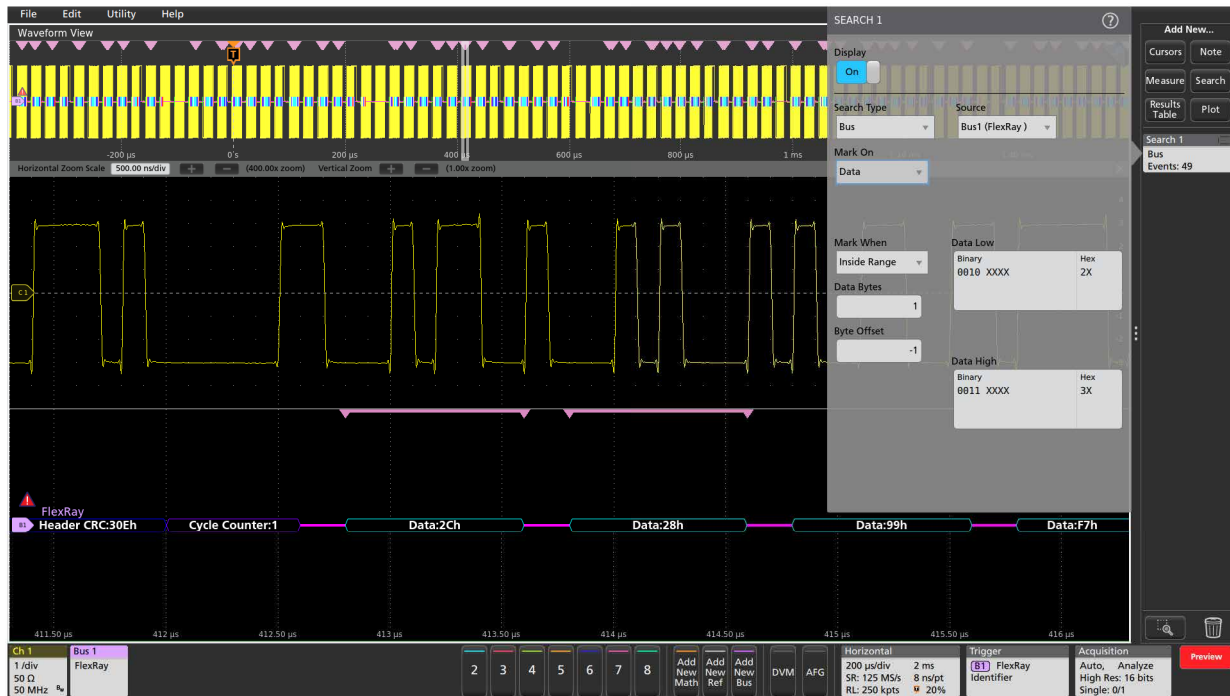 File Edit Utility Help
Waveform View
T
B1
-200 µs 0 s 200 µs 400 µs 600 µs 800 µs 1 ms
Horizontal Zoom Scale 500.00 ns/div + − (400.00x zoom) Vertical Zoom + − (1.00x zoom)
C1
FlexRay
B1 Header CRC:30Eh Cycle Counter:1 Data:2Ch Data:28h Data:99h Data:F7h
411.50 µs 412 µs 412.50 µs 413 µs 413.50 µs 414 µs 414.50 µs 415 µs 415.50 µs 416 µs
SEARCH 1 ?
Display
On
Search Type Source
Bus Bus1 (FlexRay )
Mark On
Data
Mark When
Inside Range
Data Bytes
1
Byte Offset
-1
Data Low
Binary Hex
0010 XXXX 2X
Data High
Binary Hex
0011 XXXX 3X
Add New...
Cursors Note
Measure Search
Results Table Plot
Search 1
Bus
Events: 49
Ch 1
1 /div
50 Ω
50 MHz Bw
Bus 1
FlexRay
2 3 4 5 6 7 8
Add New Math
Add New Ref
Add New Bus
DVM AFG
Horizontal
200 µs/div 2 ms
SR: 125 MS/s 8 ns/pt
RL: 250 kpts 20%
Trigger
B1 FlexRay
Identifier
Acquisition
Auto, Analyze
High Res: 16 bits
Single: 0/1
Preview